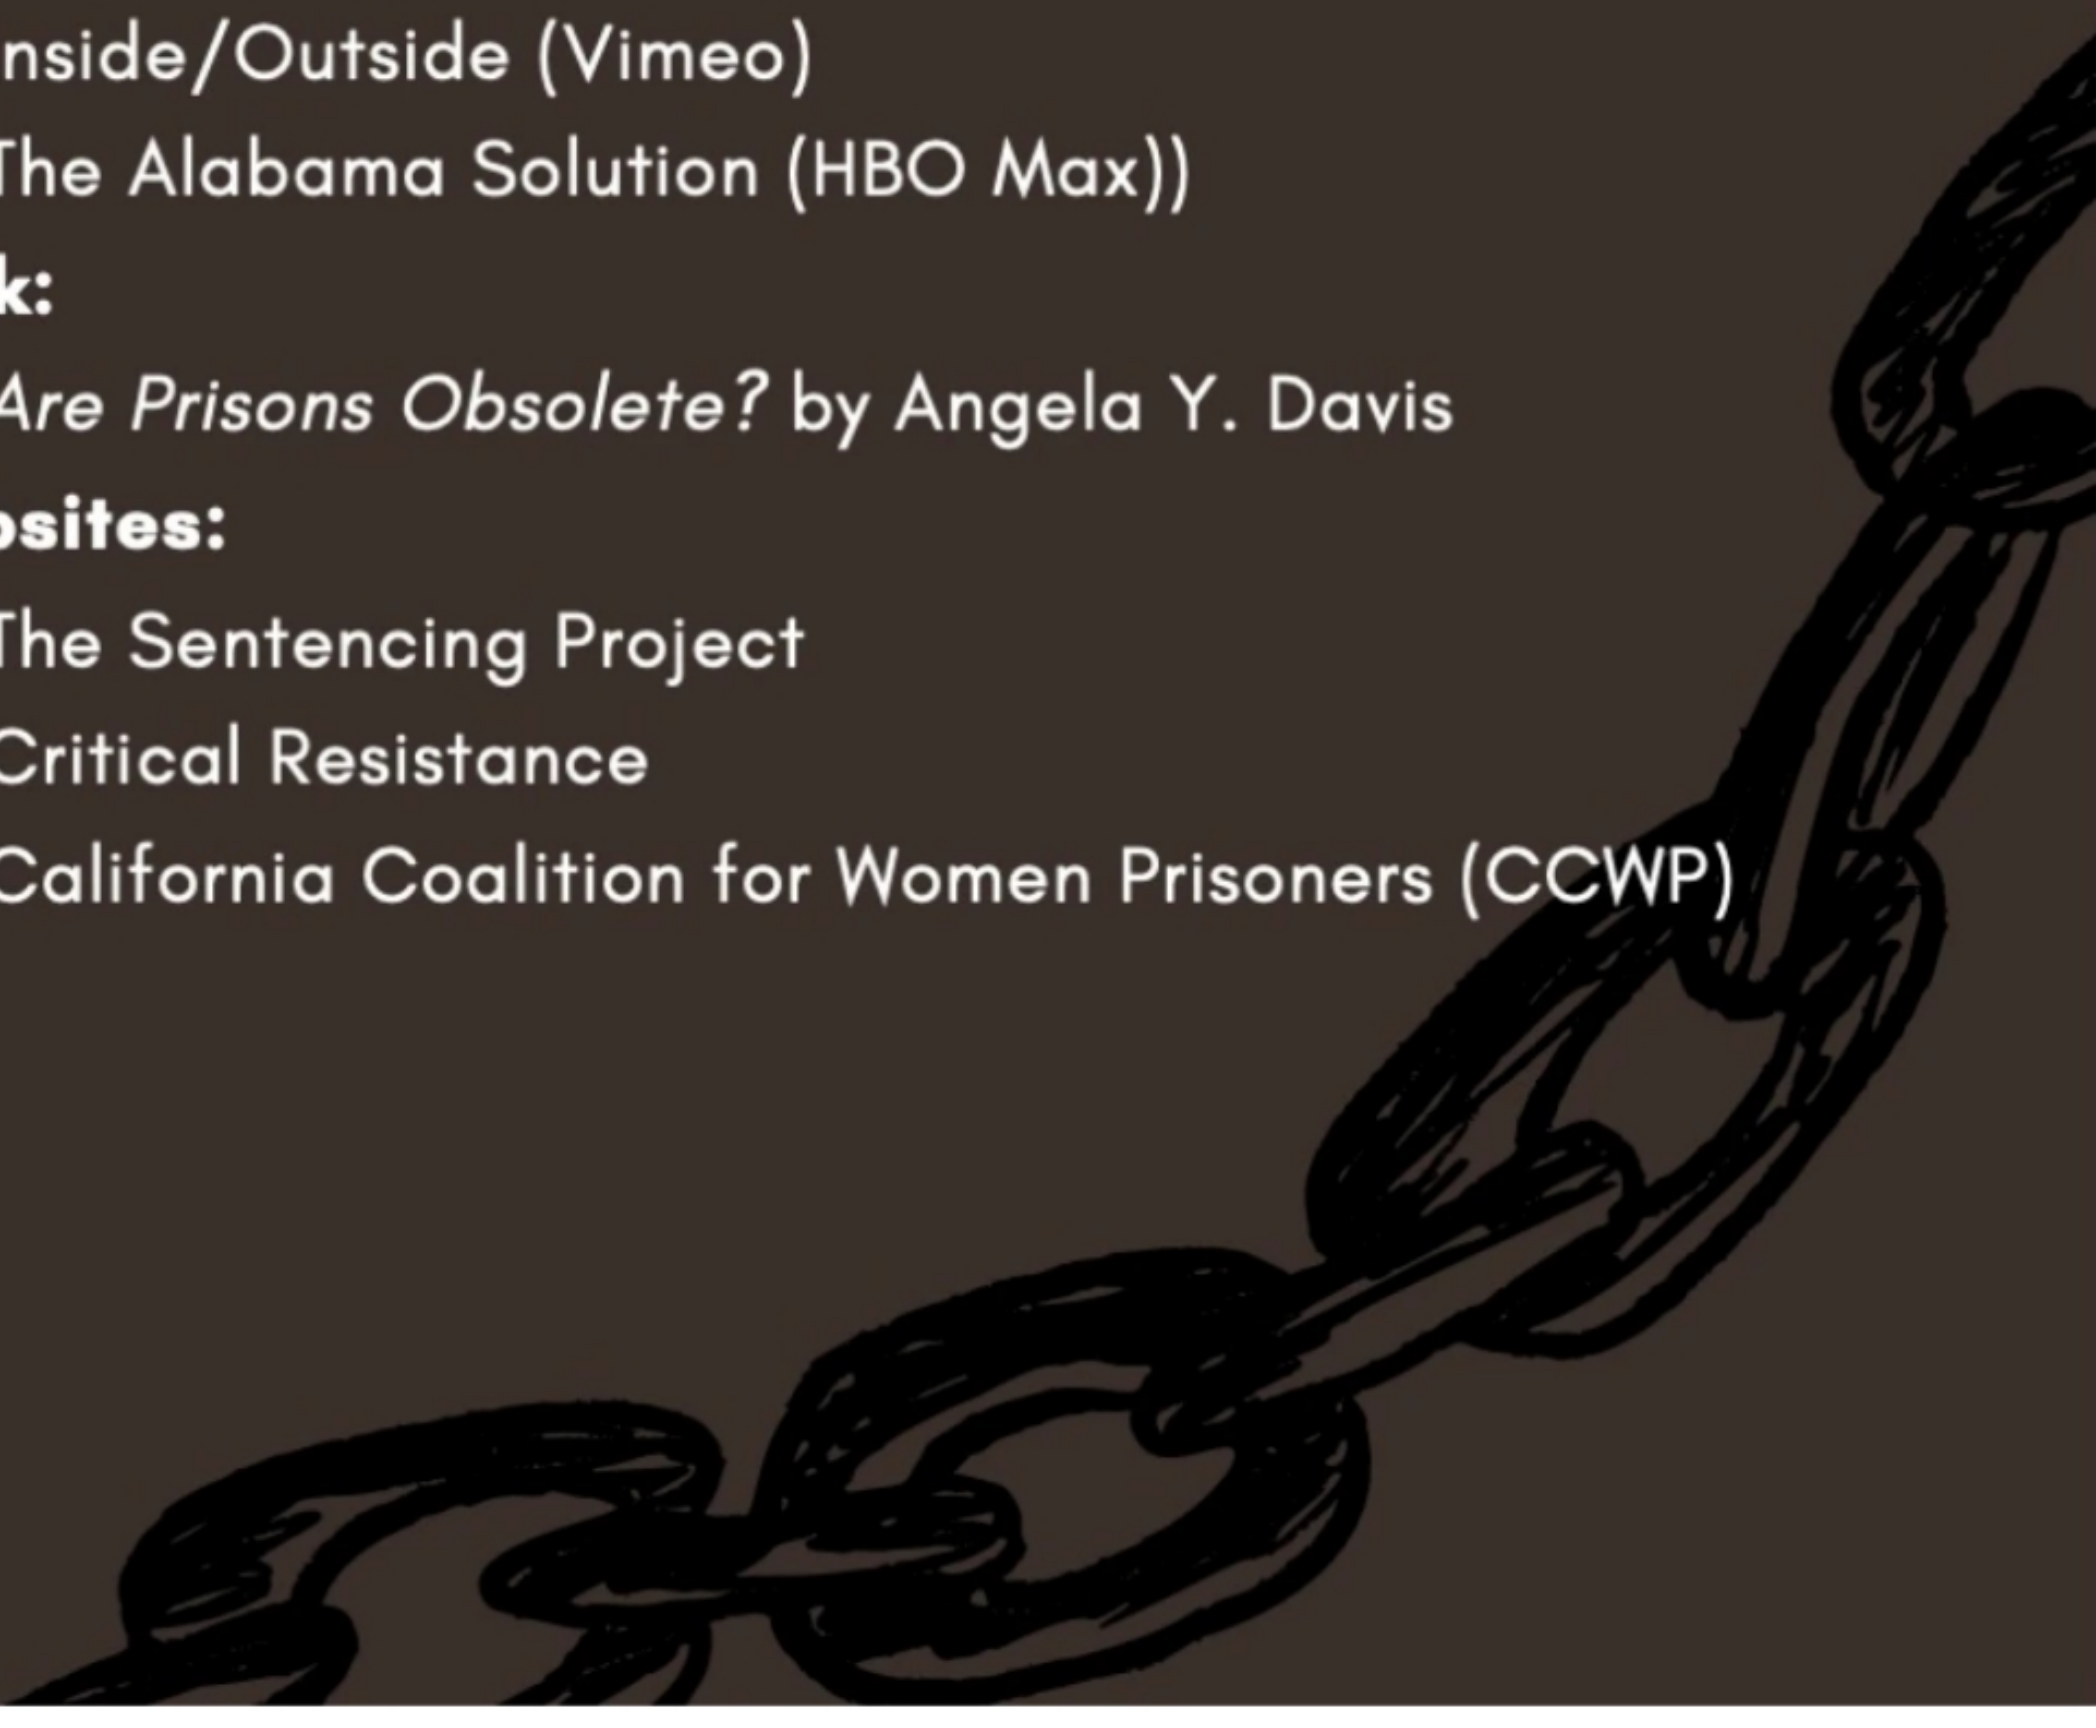 nside/Outside (Vimeo)
The Alabama Solution (HBO Max))
k:
Are Prisons Obsolete? by Angela Y. Davis
osites:
The Sentencing Project
Critical Resistance
California Coalition for Women Prisoners (CCWP)